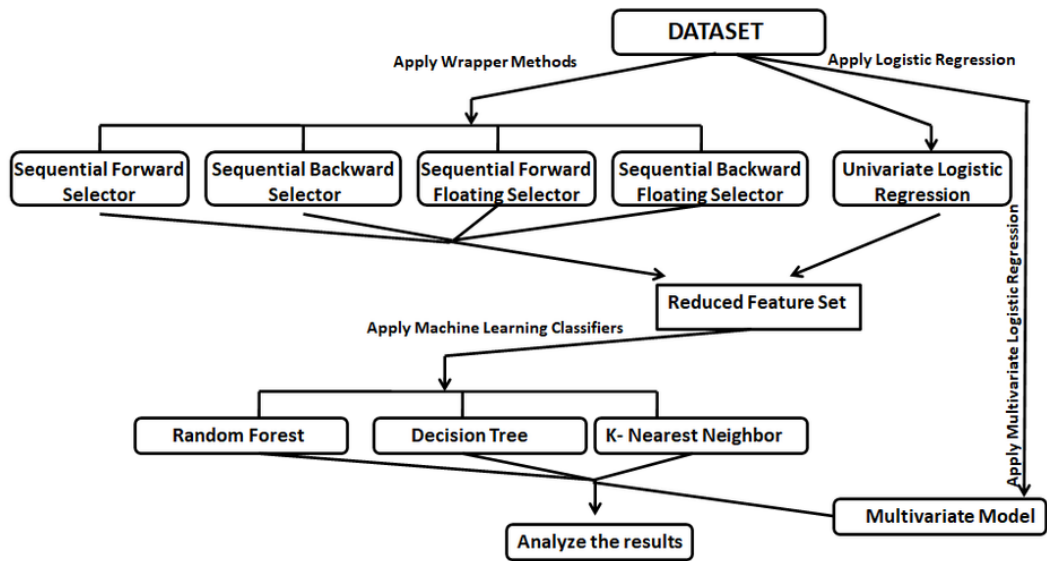 DATASET
Apply Wrapper Methods
Apply Logistic Regression
Sequential Forward
Selector
Sequential Backward
Selector
Sequential Forward
Floating Selector
Sequential Backward
Floating Selector
Univariate Logistic
Regression
Apply Multivariate Logistic Regression
Reduced Feature Set
Apply Machine Learning Classifiers
Random Forest
Decision Tree
K- Nearest Neighbor
Multivariate Model
Analyze the results